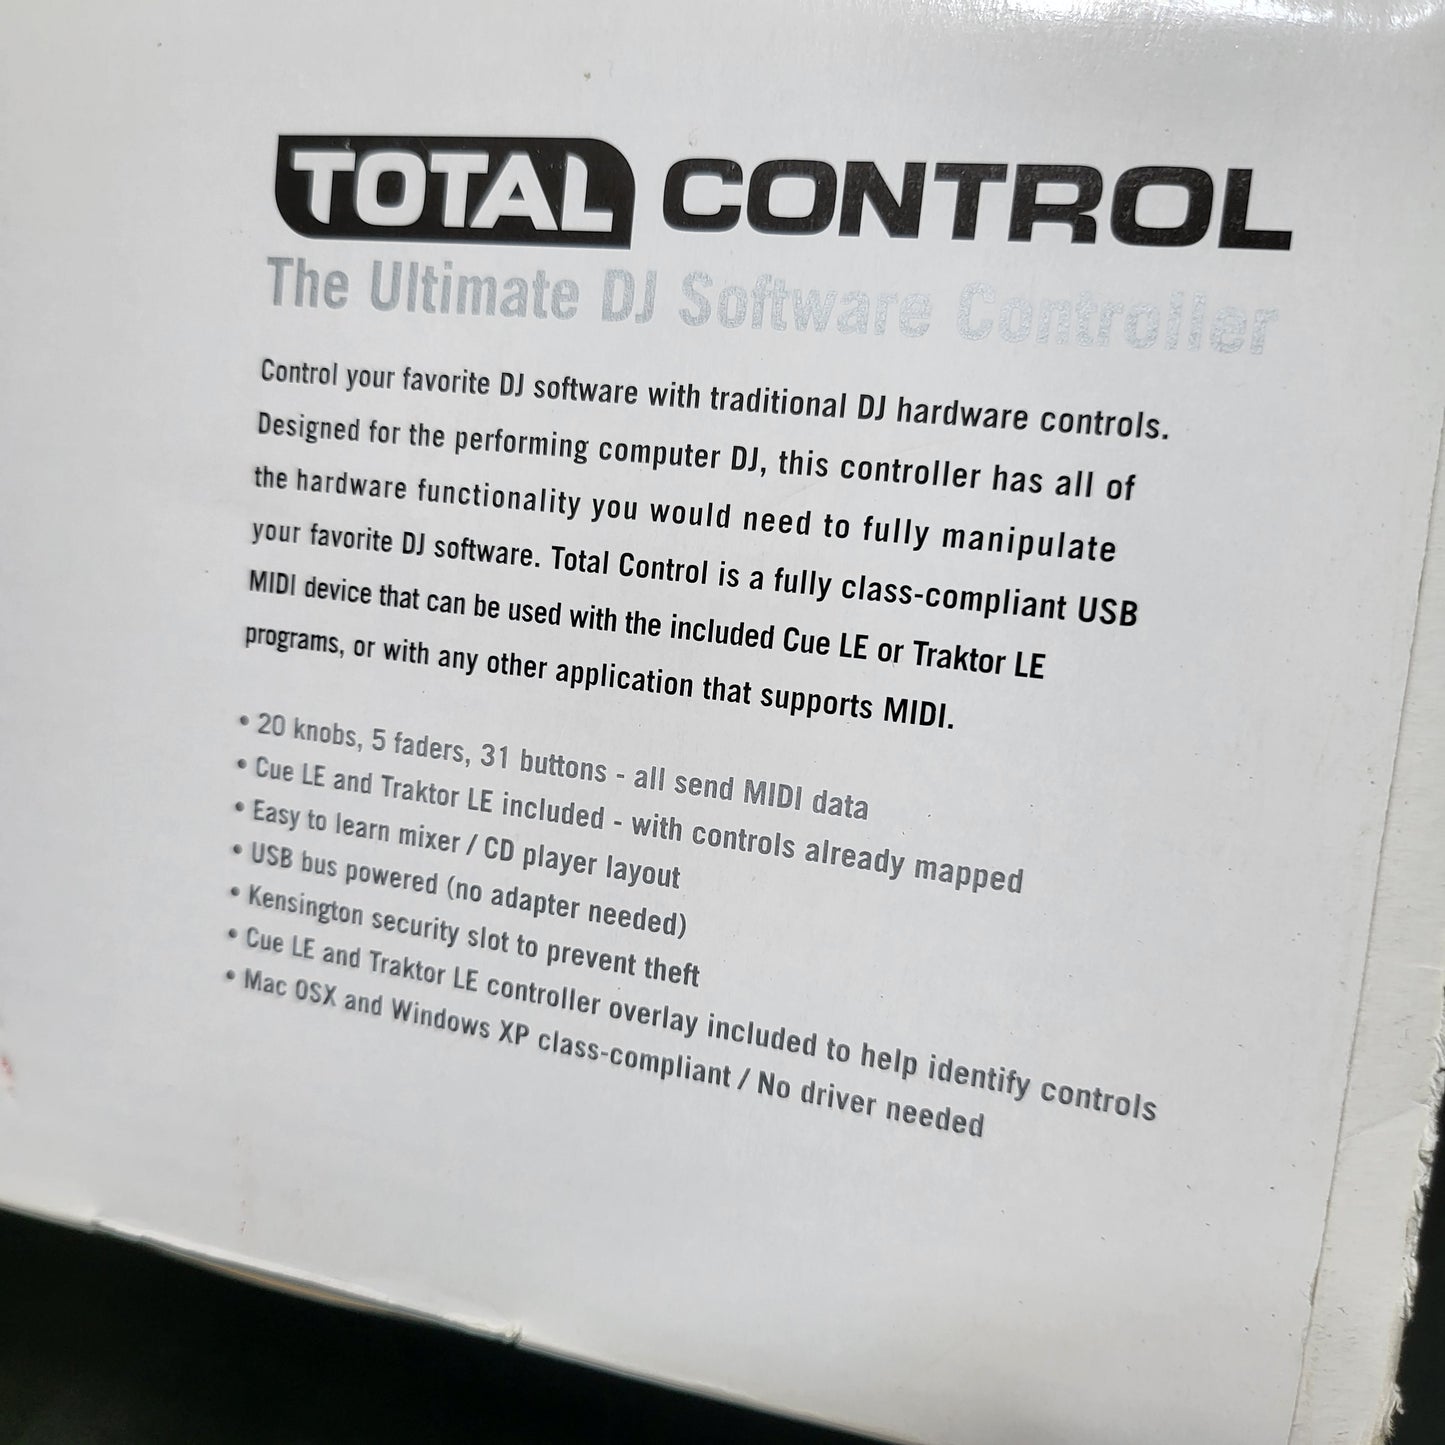 TOTAL CONTROL
The Ultimate DJ Software Controller
Control your favorite DJ software with traditional DJ hardware controls.
Designed for the performing computer DJ, this controller has all of
the hardware functionality you would need to fully manipulate
your favorite DJ software. Total Control is a fully class-compliant USB
MIDI device that can be used with the included Cue LE or Traktor LE
programs, or with any other application that supports MIDI.
• 20 knobs, 5 faders, 31 buttons - all send MIDI data
• Cue LE and Traktor LE included - with controls already mapped
• Easy to learn mixer / CD player layout
• USB bus powered (no adapter needed)
• Kensington security slot to prevent theft
• Cue LE and Traktor LE controller overlay included to help identify controls
• Mac OSX and Windows XP class-compliant / No driver needed